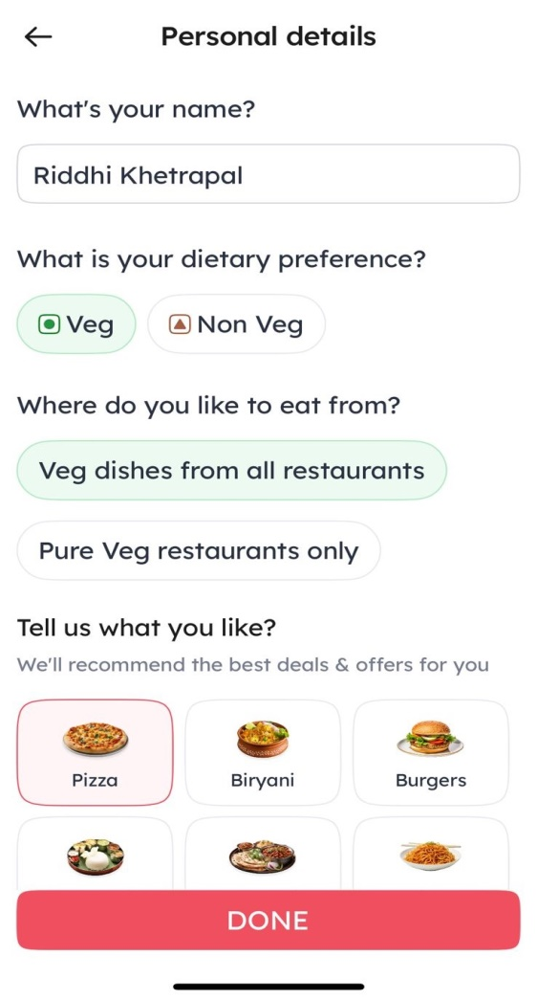 Personal details
What's your name?
Riddhi Khetrapal
What is your dietary preference?
Veg
Non Veg
Where do you like to eat from?
Veg dishes from all restaurants
Pure Veg restaurants only
Tell us what you like?
We'll recommend the best deals & offers for you
Pizza
Biryani
Burgers
DONE